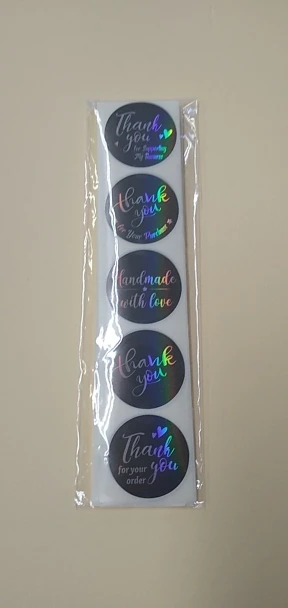 Thank
you
for Supporting
My Business
thank
you
for Your Purchase
Handmade
with love
thank
you
Thank
you
for your
order